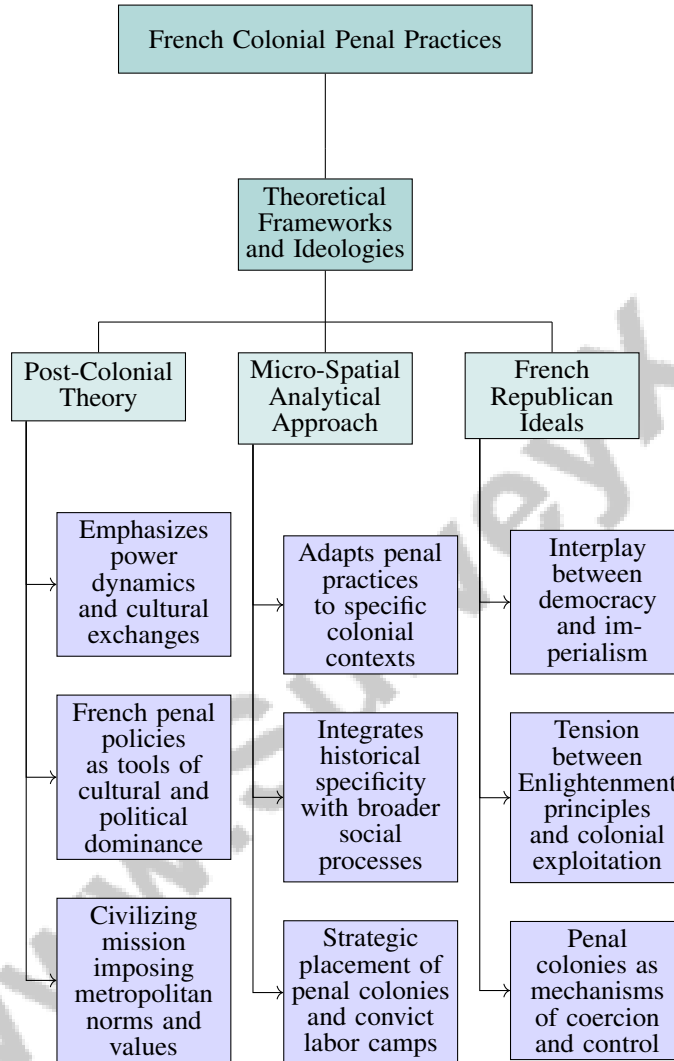 French Colonial Penal Practices
Theoretical
Frameworks
and Ideologies
Post-Colonial
Theory
Micro-Spatial
Analytical
Approach
French
Republican
Ideals
Emphasizes
power
dynamics
and cultural
exchanges
French penal
policies
as tools of
cultural and
political
dominance
Civilizing
mission
imposing
metropolitan
norms and
values
Adapts penal
practices
to specific
colonial
contexts
Integrates
historical
specificity
with broader
social
processes
Strategic
placement of
penal colonies
and convict
labor camps
Interplay
between
democracy
and im-
perialism
Tension
between
Enlightenment
principles
and colonial
exploitation
Penal
colonies as
mechanisms
of coercion
and control